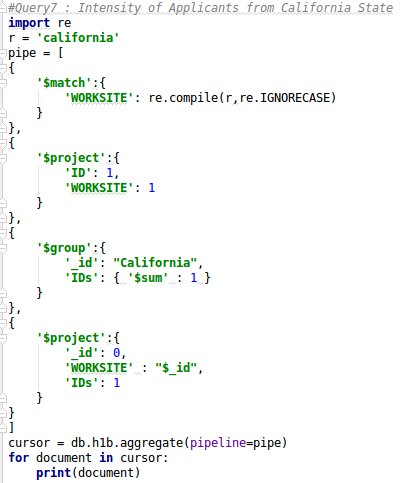 #Query7 : Intensity of Applicants from California State
import re
r = 'california'
pipe = [
{
    '$match':{
        'WORKSITE': re.compile(r,re.IGNORECASE)
    }
},
{
    '$project':{
        'ID': 1,
        'WORKSITE': 1
    }
},
{
    '$group':{
        '_id': "California",
        'IDs': { '$sum' : 1 }
    }
},
{
    '$project':{
        '_id': 0,
        'WORKSITE' : "$_id",
        'IDs': 1
    }
}
]
cursor = db.h1b.aggregate(pipeline=pipe)
for document in cursor:
    print(document)